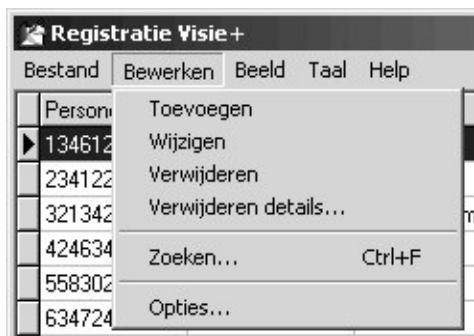 Registratie Visie+
Bestand Bewerken Beeld Taal Help
Toevoegen
Wijzigen
Verwijderen
Verwijderen details...
Zoeken... Ctrl+F
Opties...
Person
134612
234122
321342
424634
558302
634724